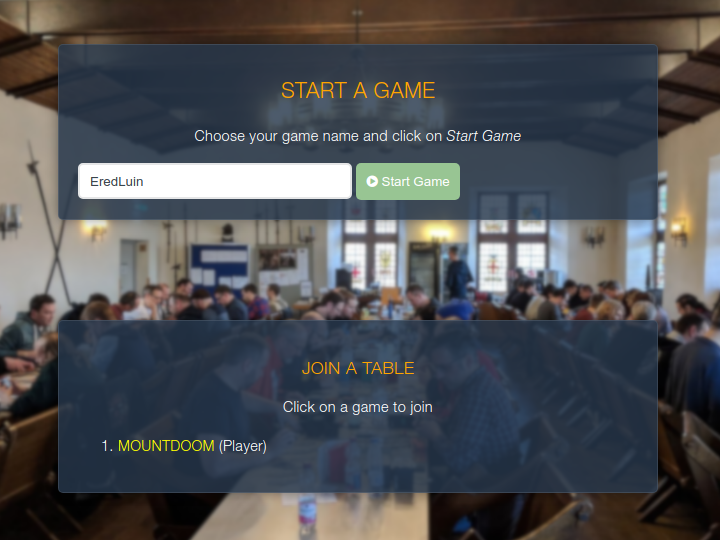 START A GAME
Choose your game name and click on Start Game
EredLuin
Start Game
JOIN A TABLE
Click on a game to join
1. MOUNTDOOM (Player)